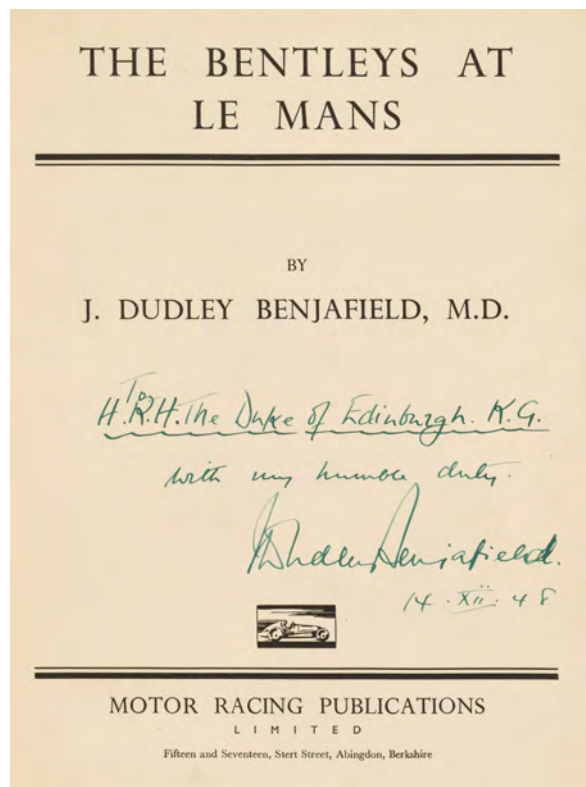 THE BENTLEYS AT
LE MANS
BY
J. DUDLEY BENJAFIELD, M.D.
To
H.R.H. The Duke of Edinburgh. K.G.
with my humble duty.
J Dudley Benjafield.
14 · XII · 48
MOTOR RACING PUBLICATIONS
LIMITED
Fifteen and Seventeen, Stert Street, Abingdon, Berkshire